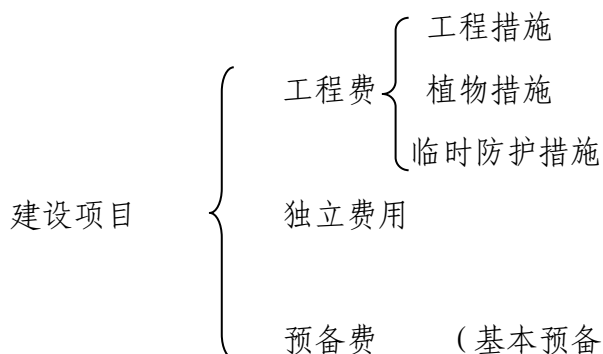 工程措施
工程费
植物措施
临时防护措施
建设项目
独立费用
预备费 （基本预备